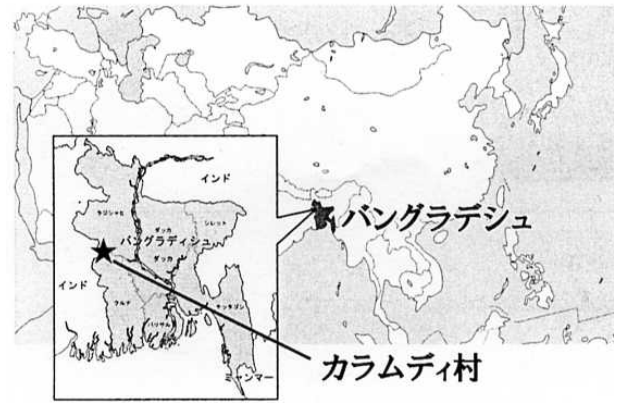 インド
ラジシャヒ
シレット
ダッカ
バングラディシュ
ダッカ
インド
クルナ
バリサル
チッタゴン
ミャンマー
バングラデシュ
カラムディ村